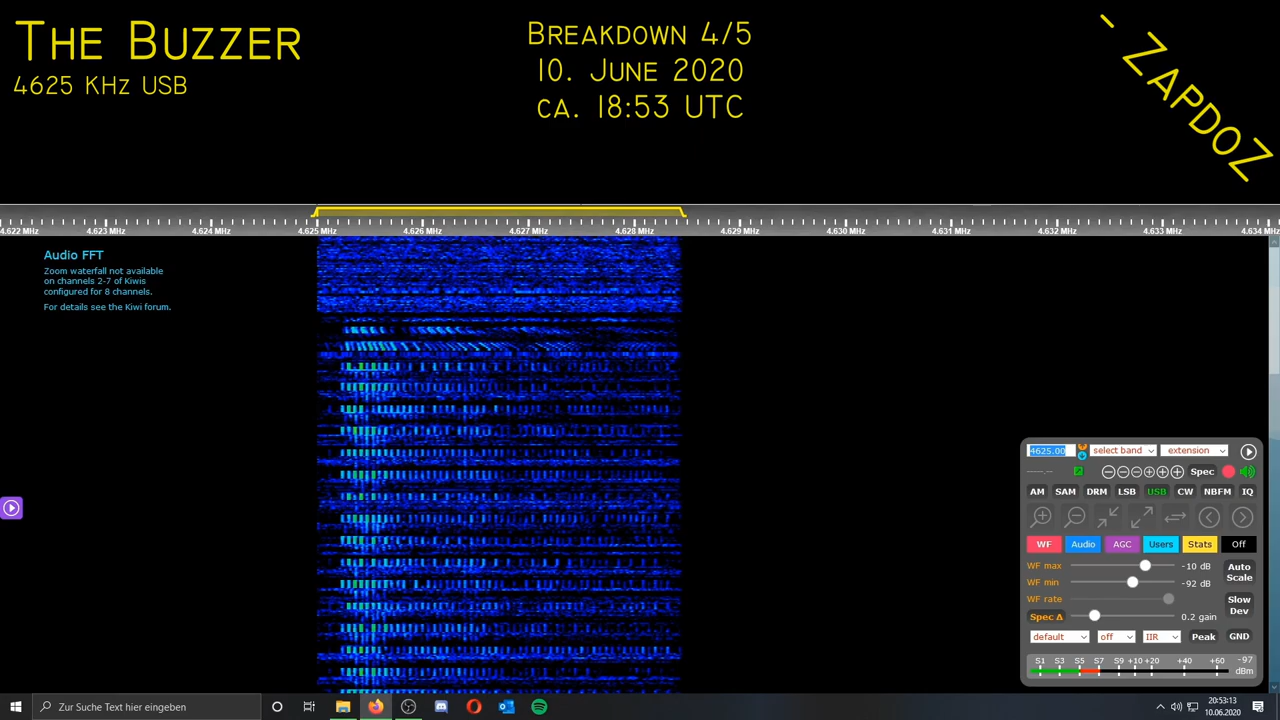 THE BUZZER
4625 KHZ USB
BREAKDOWN 4/5
10. JUNE 2020
CA. 18:53 UTC
- ZAPDOZ
4.622 MHz 4.623 MHz 4.624 MHz 4.625 MHz 4.626 MHz 4.627 MHz 4.628 MHz 4.629 MHz 4.630 MHz 4.631 MHz 4.632 MHz 4.633 MHz 4.634 MHz
Audio FFT
Zoom waterfall not available
on channels 2-7 of Kiwis
configured for 8 channels.
For details see the Kiwi forum.
4625.00 select band extension
Spec
AM SAM DRM LSB USB CW NBFM IQ
WF Audio AGC Users Stats Off
WF max -10 dB Auto Scale
WF min -92 dB
WF rate Slow Dev
Spec Δ 0.2 gain
default off IIR Peak GND
S1 S3 S5 S7 S9 +10 +20 +40 +60 -97 dBm
Zur Suche Text hier eingeben
20:53:13
10.06.2020